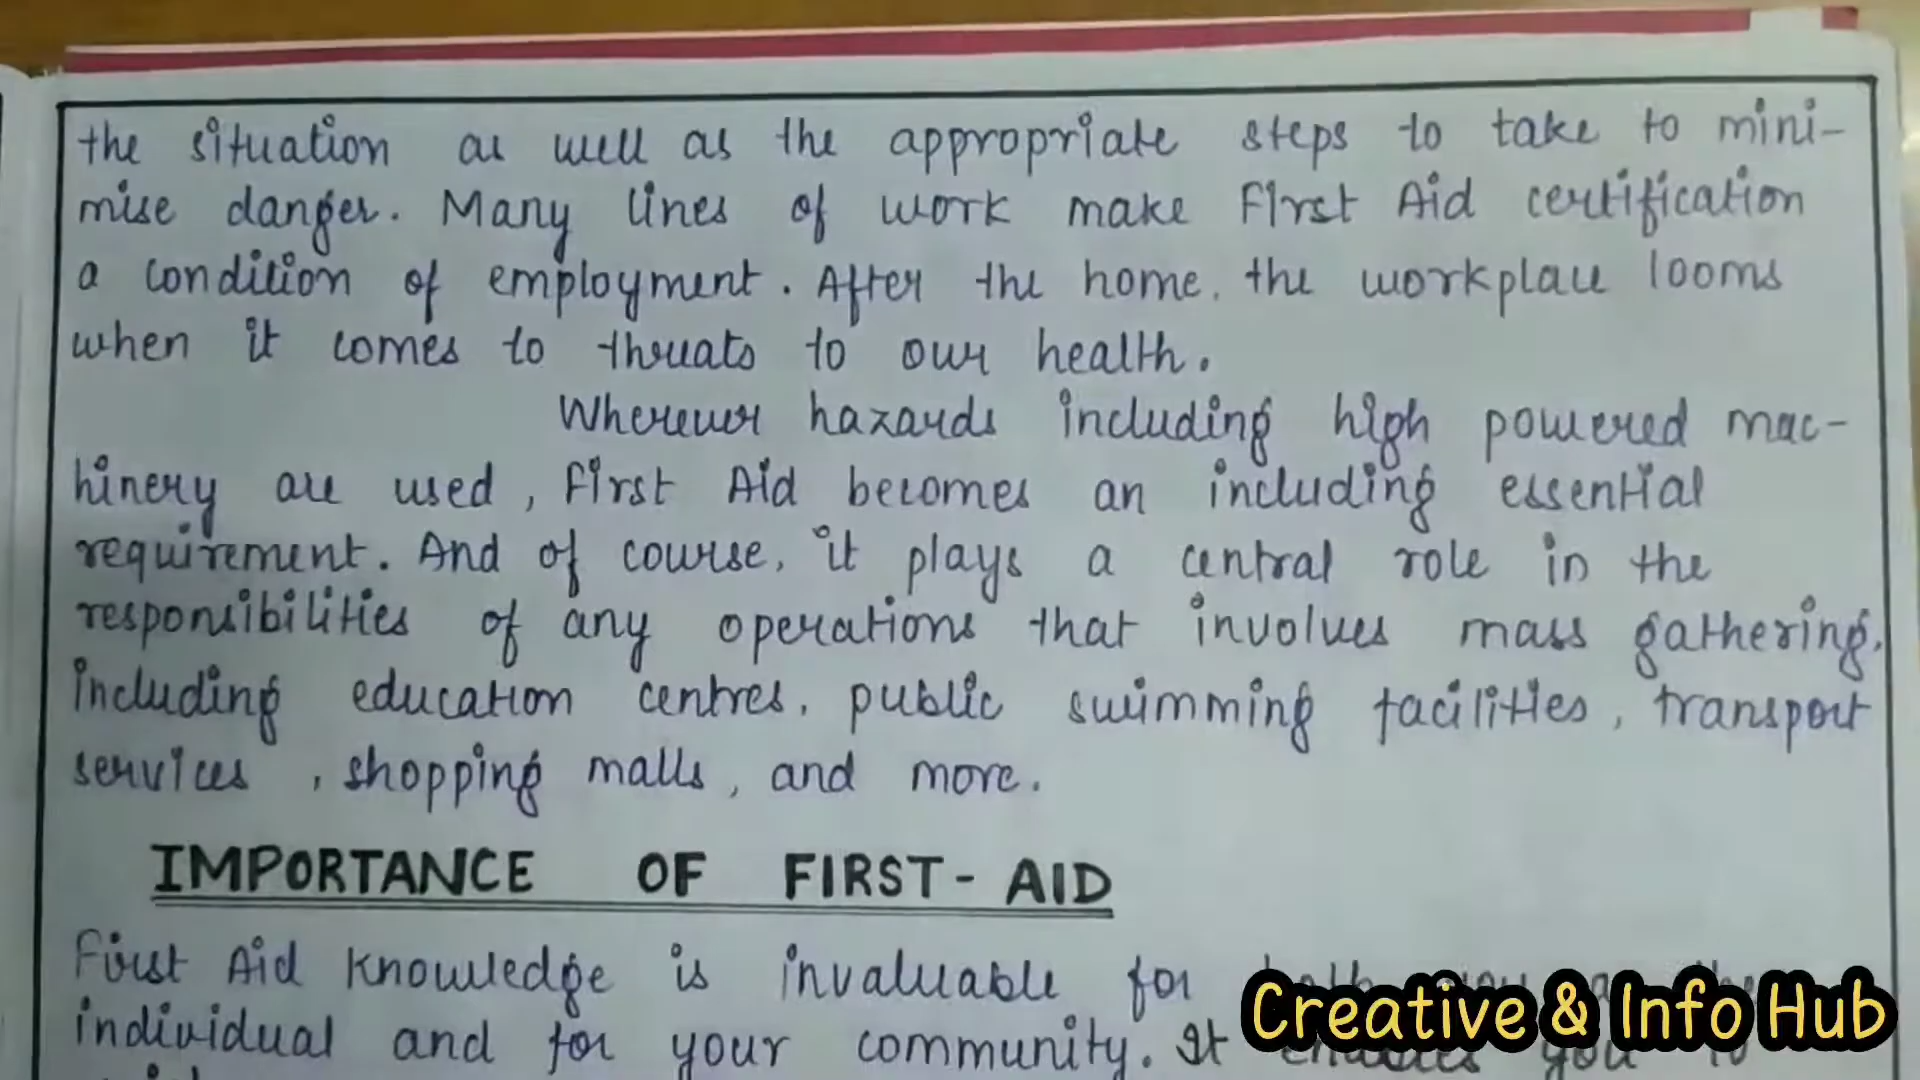 the situation as well as the appropriate steps to take to mini-
mise danger. Many lines of work make First Aid certification
a condition of employment. After the home, the workplace looms
when it comes to threats to our health.
Wherever hazards including high powered mac-
hinery are used, First Aid becomes an including essential
requirement. And of course, it plays a central role in the
responsibilities of any operations that involves mass gathering,
including education centres, public swimming facilities, transport
services, shopping malls, and more.
IMPORTANCE OF FIRST-AID
First Aid knowledge is invaluable for
individual and for your community. It enables you to
Creative & Info Hub